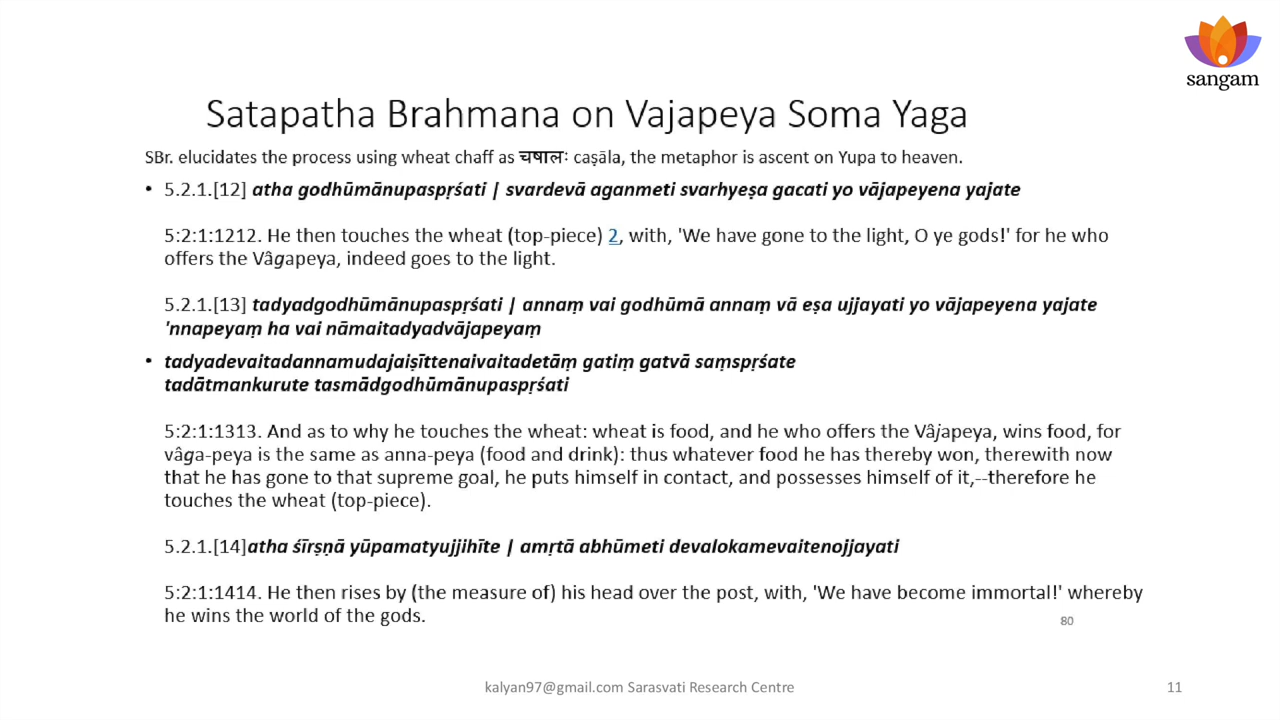 sangam
Satapatha Brahmana on Vajapeya Soma Yaga
SBr. elucidates the process using wheat chaff as चषालः caṣāla, the metaphor is ascent on Yupa to heaven.
• 5.2.1.[12] atha godhūmānupaspṛśati | svardevā aganmeti svarhyeṣa gacati yo vājapeyena yajate
5:2:1:1212. He then touches the wheat (top-piece) 2, with, 'We have gone to the light, O ye gods!' for he who
offers the Vâgapeya, indeed goes to the light.
5.2.1.[13] tadyadgodhūmānupaspṛśati | annaṃ vai godhūmā annaṃ vā eṣa ujjayati yo vājapeyena yajate
'nnapeyaṃ ha vai nāmaitadyadvājapeyaṃ
• tadyadevaitadannamudajaiṣīttenaivaitadetāṃ gatiṃ gatvā saṃspṛśate
tadātmankurute tasmādgodhūmānupaspṛśati
5:2:1:1313. And as to why he touches the wheat: wheat is food, and he who offers the Vâjapeya, wins food, for
vâga-peya is the same as anna-peya (food and drink): thus whatever food he has thereby won, therewith now
that he has gone to that supreme goal, he puts himself in contact, and possesses himself of it,--therefore he
touches the wheat (top-piece).
5.2.1.[14]atha śīrṣṇā yūpamatyujjihīte | amṛtā abhūmeti devalokamevaitenojjayati
5:2:1:1414. He then rises by (the measure of) his head over the post, with, 'We have become immortal!' whereby
he wins the world of the gods.
80
kalyan97@gmail.com Sarasvati Research Centre
11